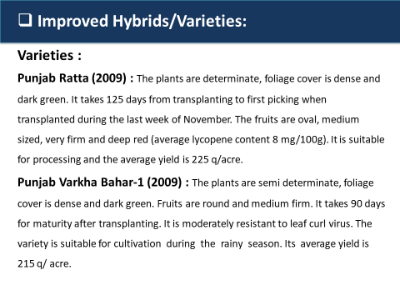 ❑ Improved Hybrids/Varieties:
Varieties :
Punjab Ratta (2009) : The plants are determinate, foliage cover is dense and
dark green. It takes 125 days from transplanting to first picking when
transplanted during the last week of November. The fruits are oval, medium
sized, very firm and deep red (average lycopene content 8 mg/100g). It is suitable
for processing and the average yield is 225 q/acre.
Punjab Varkha Bahar-1 (2009) : The plants are semi determinate, foliage
cover is dense and dark green. Fruits are round and medium firm. It takes 90 days
for maturity after transplanting. It is moderately resistant to leaf curl virus. The
variety is suitable for cultivation during the rainy season. Its average yield is
215 q/ acre.